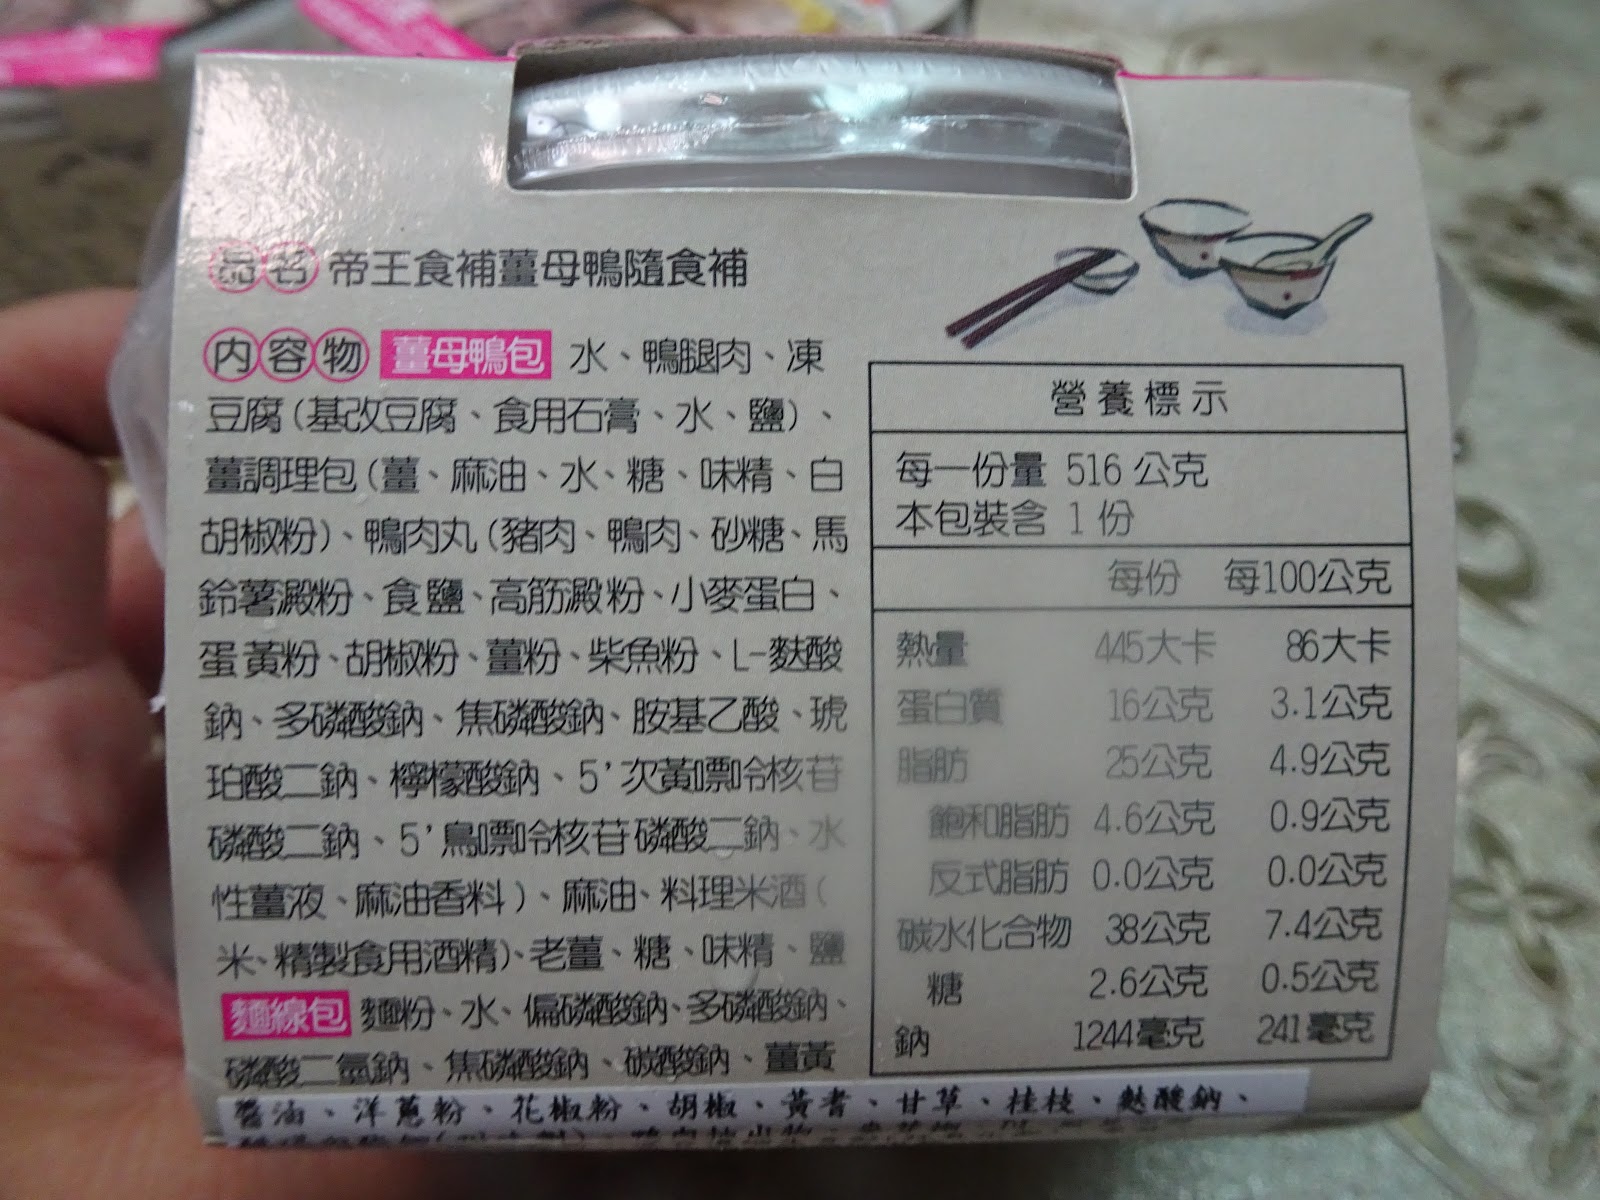 品名 帝王食補薑母鴨隨食補
內容物 薑母鴨包 水、鴨腿肉、凍
豆腐(基改豆腐、食用石膏、水、鹽)、
薑調理包(薑、麻油、水、糖、味精、白
胡椒粉)、鴨肉丸(豬肉、鴨肉、砂糖、馬
鈴薯澱粉、食鹽、高筋澱粉、小麥蛋白、
蛋黃粉、胡椒粉、薑粉、柴魚粉、L-麩酸
鈉、多磷酸鈉、焦磷酸鈉、胺基乙酸、琥
珀酸二鈉、檸檬酸鈉、5'次黃嘌呤核苷
磷酸二鈉、5'鳥嘌呤核苷磷酸二鈉、水
性薑液、麻油香料)、麻油、料理米酒(
米、精製食用酒精)、老薑、糖、味精、鹽
麵線包 麵粉、水、偏磷酸鈉、多磷酸鈉、
磷酸二氫鈉、焦磷酸鈉、碳酸鈉、薑黃
醬油、洋蔥粉、花椒粉、胡椒、黃耆、甘草、桂枝、麩酸鈉、
營養標示
每一份量 516 公克
本包裝含 1 份
每份 每100公克
熱量 445大卡 86大卡
蛋白質 16公克 3.1公克
脂肪 25公克 4.9公克
飽和脂肪 4.6公克 0.9公克
反式脂肪 0.0公克 0.0公克
碳水化合物 38公克 7.4公克
糖 2.6公克 0.5公克
鈉 1244毫克 241毫克